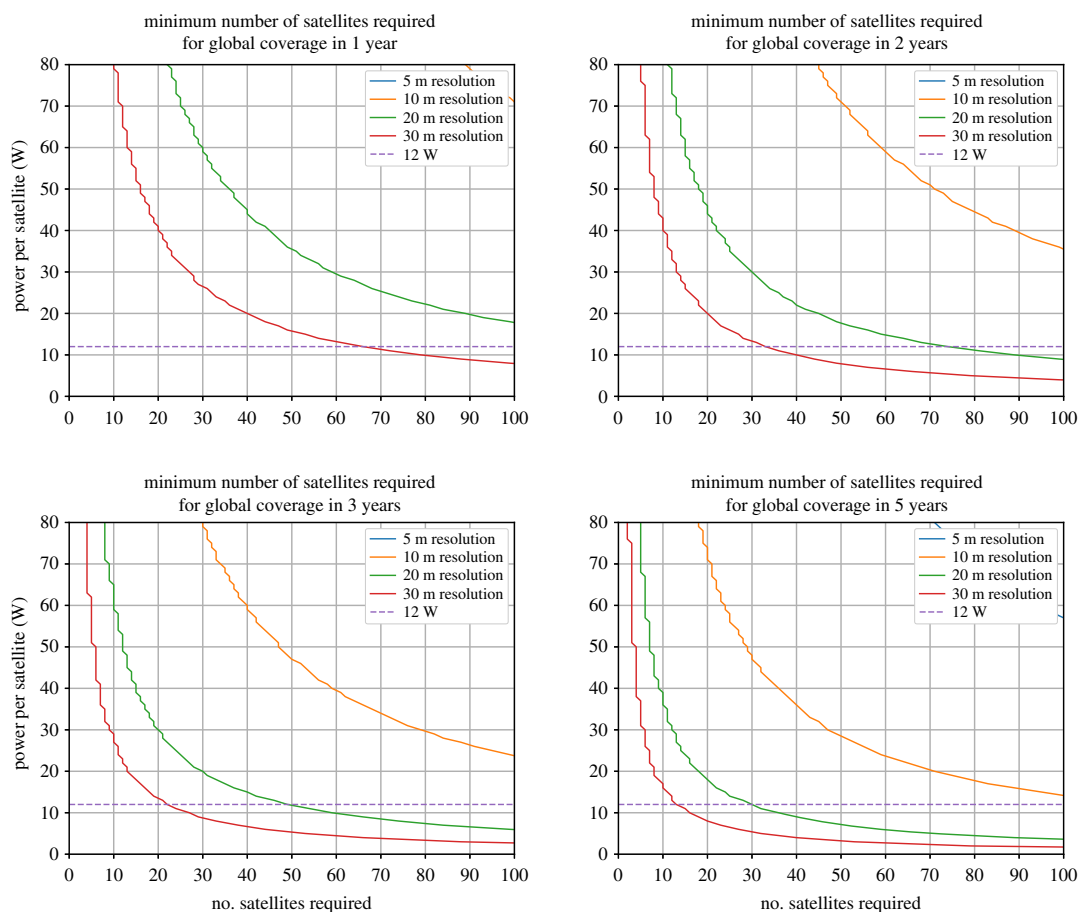 minimum number of satellites required
for global coverage in 1 year
80
70
60
50
40
30
20
10
0
power per satellite (W)
5 m resolution
10 m resolution
20 m resolution
30 m resolution
12 W
0 10 20 30 40 50 60 70 80 90 100
minimum number of satellites required
for global coverage in 2 years
80
70
60
50
40
30
20
10
0
5 m resolution
10 m resolution
20 m resolution
30 m resolution
12 W
0 10 20 30 40 50 60 70 80 90 100
minimum number of satellites required
for global coverage in 3 years
80
70
60
50
40
30
20
10
0
power per satellite (W)
5 m resolution
10 m resolution
20 m resolution
30 m resolution
12 W
0 10 20 30 40 50 60 70 80 90 100
no. satellites required
minimum number of satellites required
for global coverage in 5 years
80
70
60
50
40
30
20
10
0
5 m resolution
10 m resolution
20 m resolution
30 m resolution
12 W
0 10 20 30 40 50 60 70 80 90 100
no. satellites required